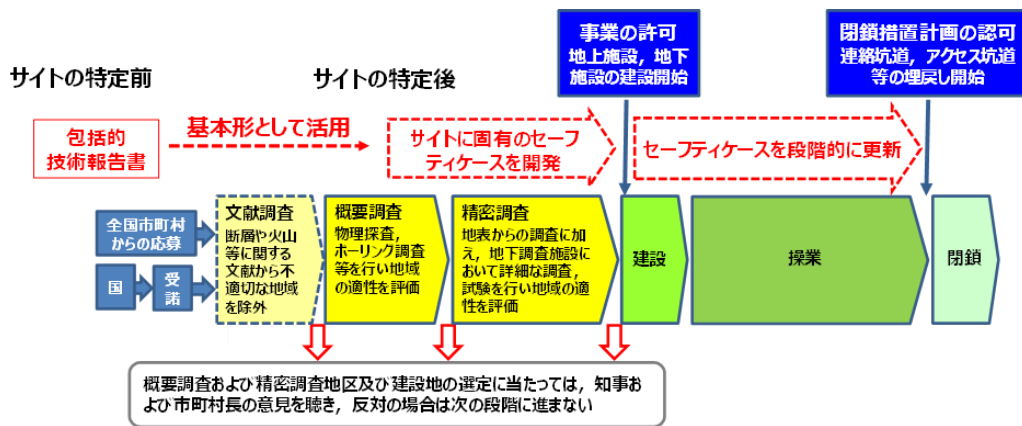 事業の許可
地上施設，地下
施設の建設開始
閉鎖措置計画の認可
連絡坑道，アクセス坑道
等の埋戻し開始
サイトの特定前
サイトの特定後
包括的
技術報告書
基本形として活用
サイトに固有のセーフ
ティケースを開発
セーフティケースを段階的に更新
全国市町村
からの応募
国
受
諾
文献調査
断層や火山
等に関する
文献から不
適切な地域
を除外
概要調査
物理探査，
ボーリング調査
等を行い地域
の適性を評価
精密調査
地表からの調査に加
え，地下調査施設に
おいて詳細な調査，
試験を行い地域の適
性を評価
建設
操業
閉鎖
概要調査および精密調査地区及び建設地の選定に当たっては，知事お
よび市町村長の意見を聴き，反対の場合は次の段階に進まない